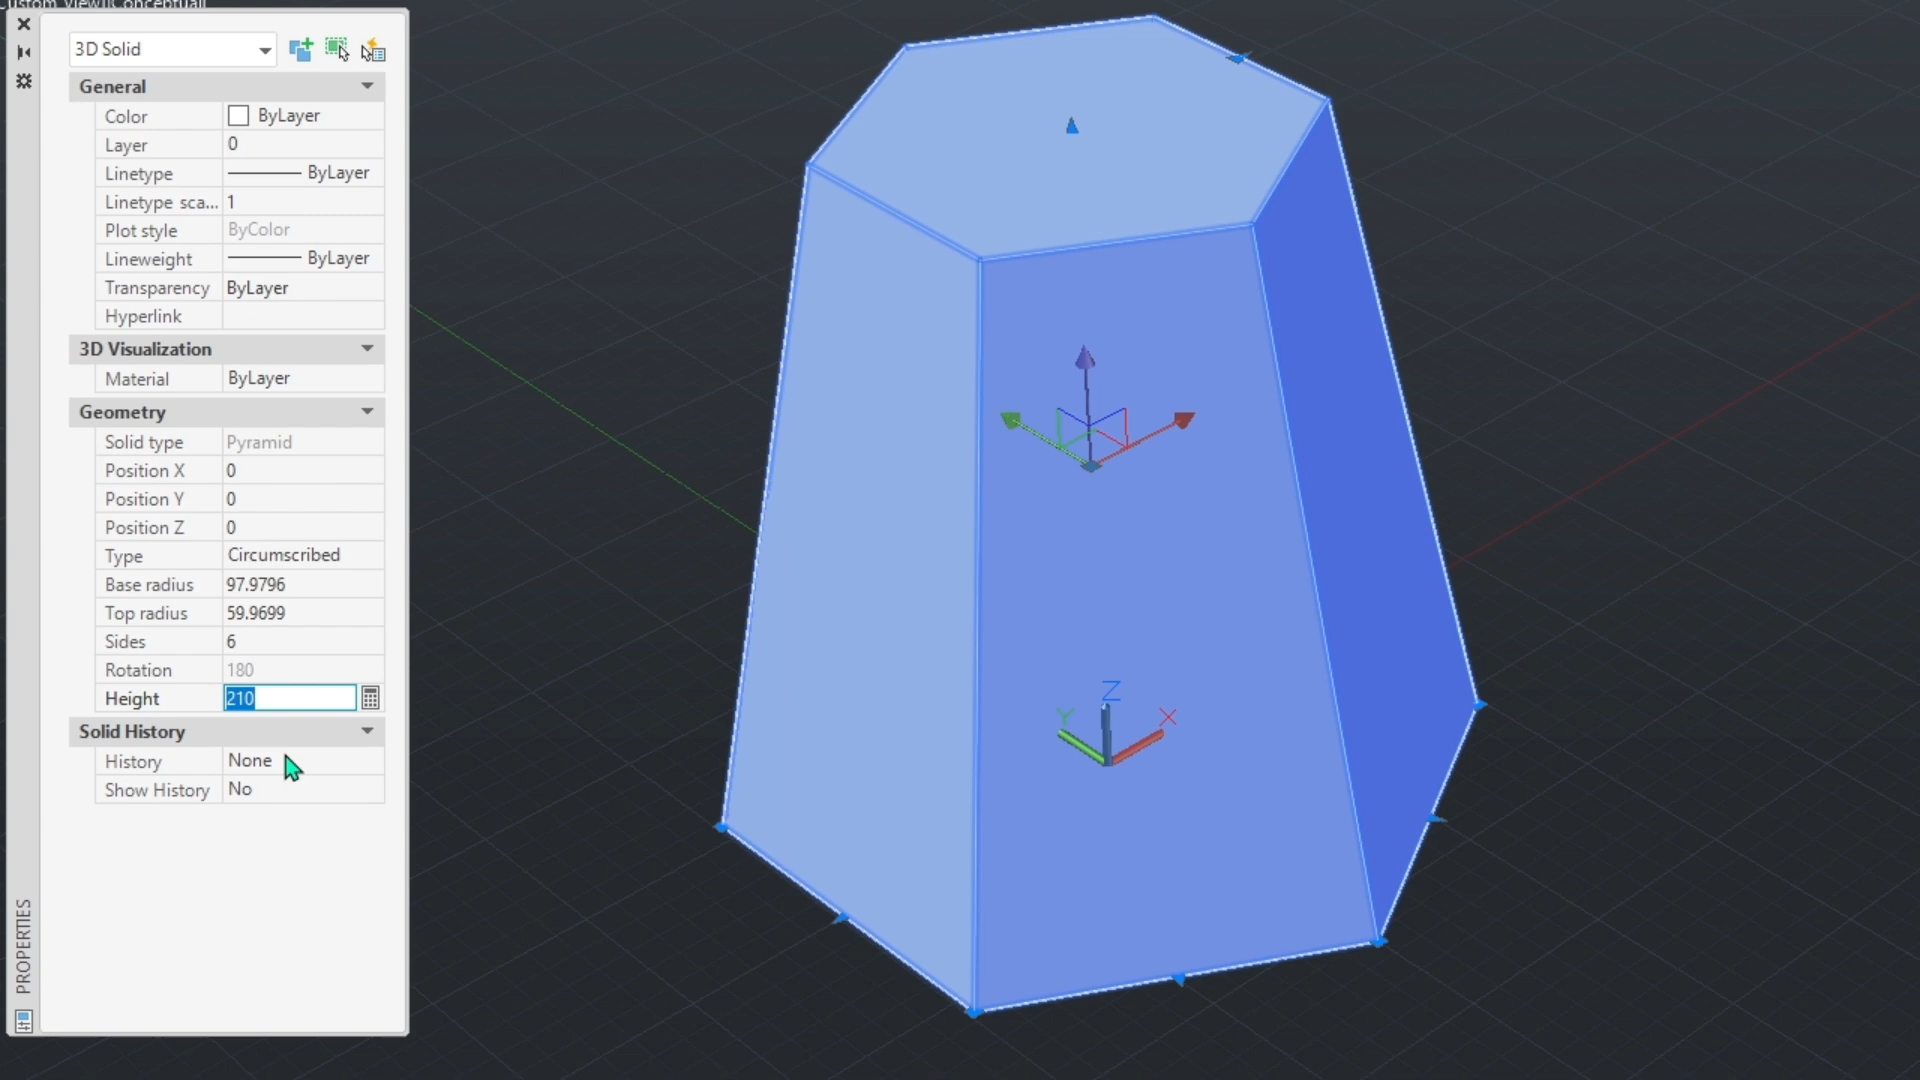 3D Solid
General
Color ByLayer
Layer 0
Linetype ByLayer
Linetype sca... 1
Plot style ByColor
Lineweight ByLayer
Transparency ByLayer
Hyperlink
3D Visualization
Material ByLayer
Geometry
Solid type Pyramid
Position X 0
Position Y 0
Position Z 0
Type Circumscribed
Base radius 97.9796
Top radius 59.9699
Sides 6
Rotation 180
Height 210
Solid History
History None
Show History No
PROPERTIES
Z
Y X